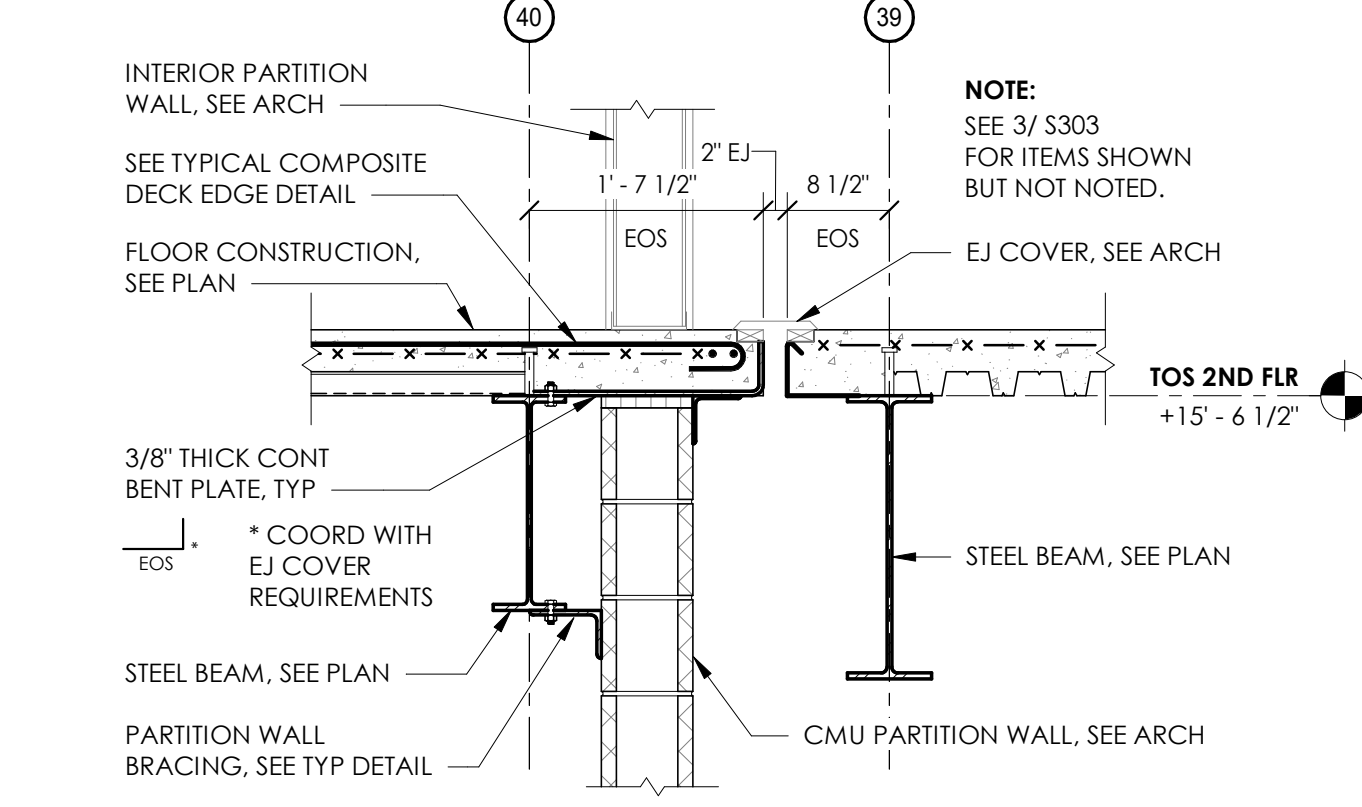 40
39
INTERIOR PARTITION
WALL, SEE ARCH
NOTE:
SEE 3/ S303
FOR ITEMS SHOWN
BUT NOT NOTED.
2" EJ
1' - 7 1/2"
8 1/2"
SEE TYPICAL COMPOSITE
DECK EDGE DETAIL
EOS
EOS
FLOOR CONSTRUCTION,
SEE PLAN
EJ COVER, SEE ARCH
TOS 2ND FLR
+15' - 6 1/2"
3/8" THICK CONT
BENT PLATE, TYP
EOS
*
* COORD WITH
EJ COVER
REQUIREMENTS
STEEL BEAM, SEE PLAN
STEEL BEAM, SEE PLAN
PARTITION WALL
BRACING, SEE TYP DETAIL
CMU PARTITION WALL, SEE ARCH